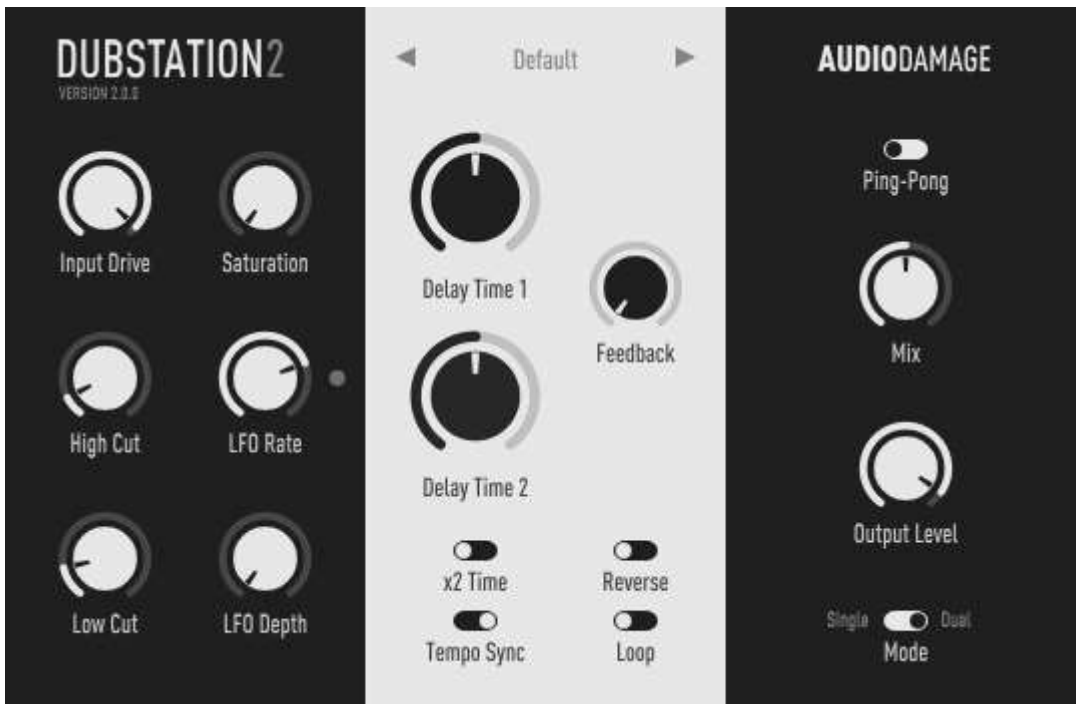 DUBSTATION2
VERSION 2.0.0
Default
AUDIODAMAGE
Input Drive
Saturation
High Cut
LFO Rate
Low Cut
LFO Depth
Delay Time 1
Feedback
Delay Time 2
x2 Time
Reverse
Tempo Sync
Loop
Ping-Pong
Mix
Output Level
Single
Dual
Mode